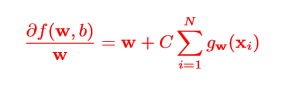 ∂f(w, b) / w = w + C ∑_{i=1}^{N} g_w(x_i)